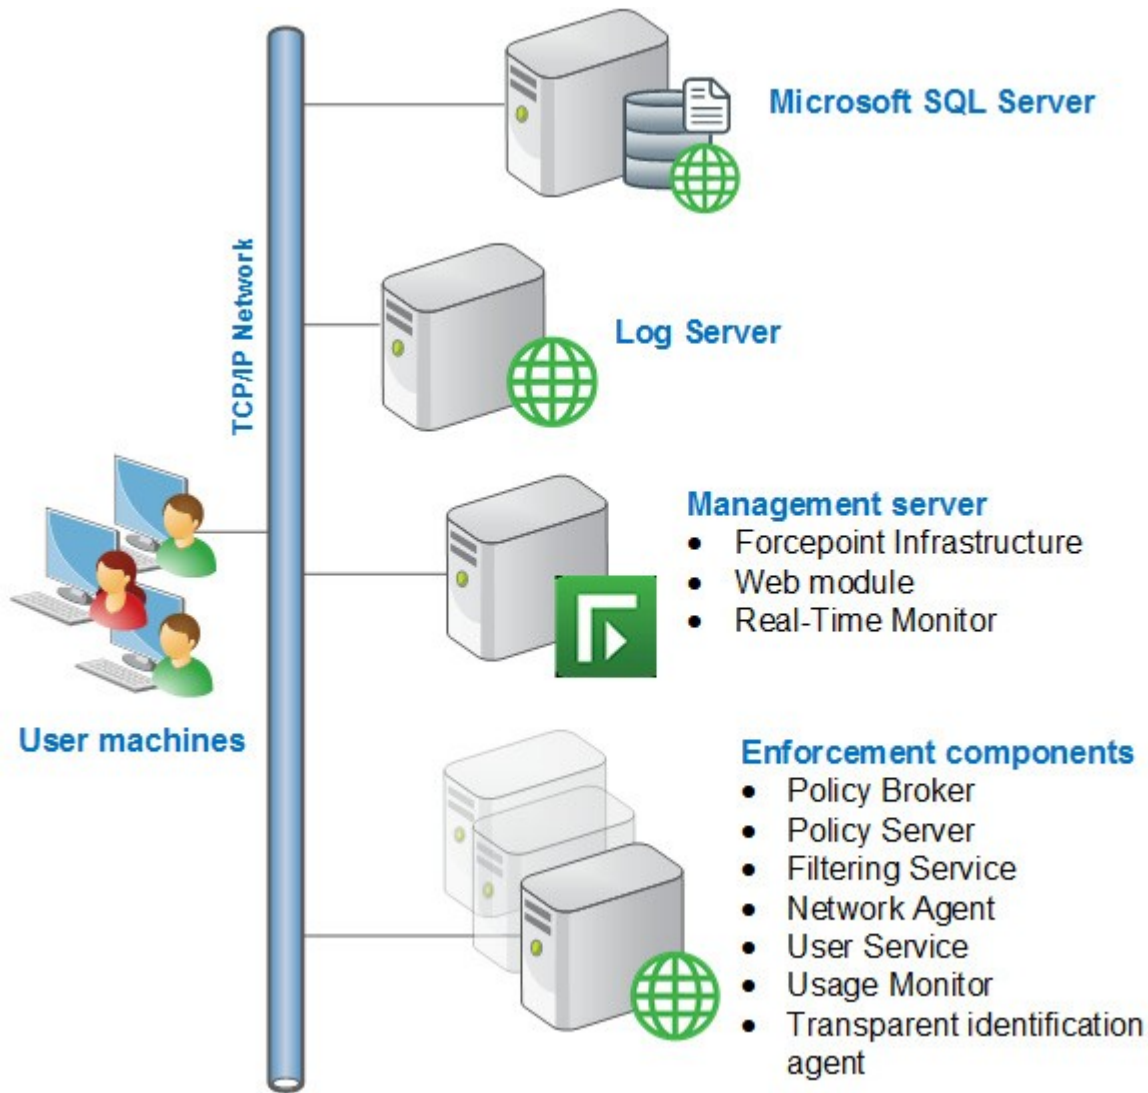 Microsoft SQL Server
TCP/IP Network
Log Server
Management server
• Forcepoint Infrastructure
• Web module
• Real-Time Monitor
User machines
Enforcement components
• Policy Broker
• Policy Server
• Filtering Service
• Network Agent
• User Service
• Usage Monitor
• Transparent identification
agent